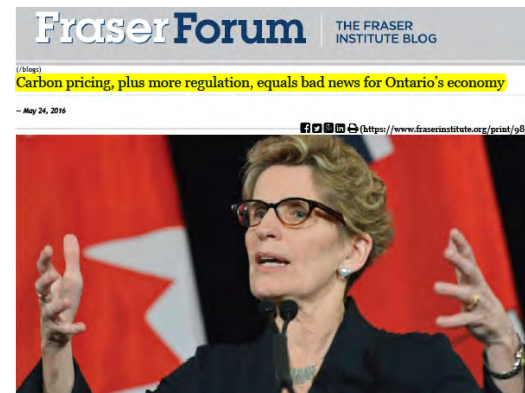 Fraser Forum
THE FRASER
INSTITUTE BLOG
(/blogs)
Carbon pricing, plus more regulation, equals bad news for Ontario's economy
— May 24, 2016
(https://www.fraserinstitute.org/print/98